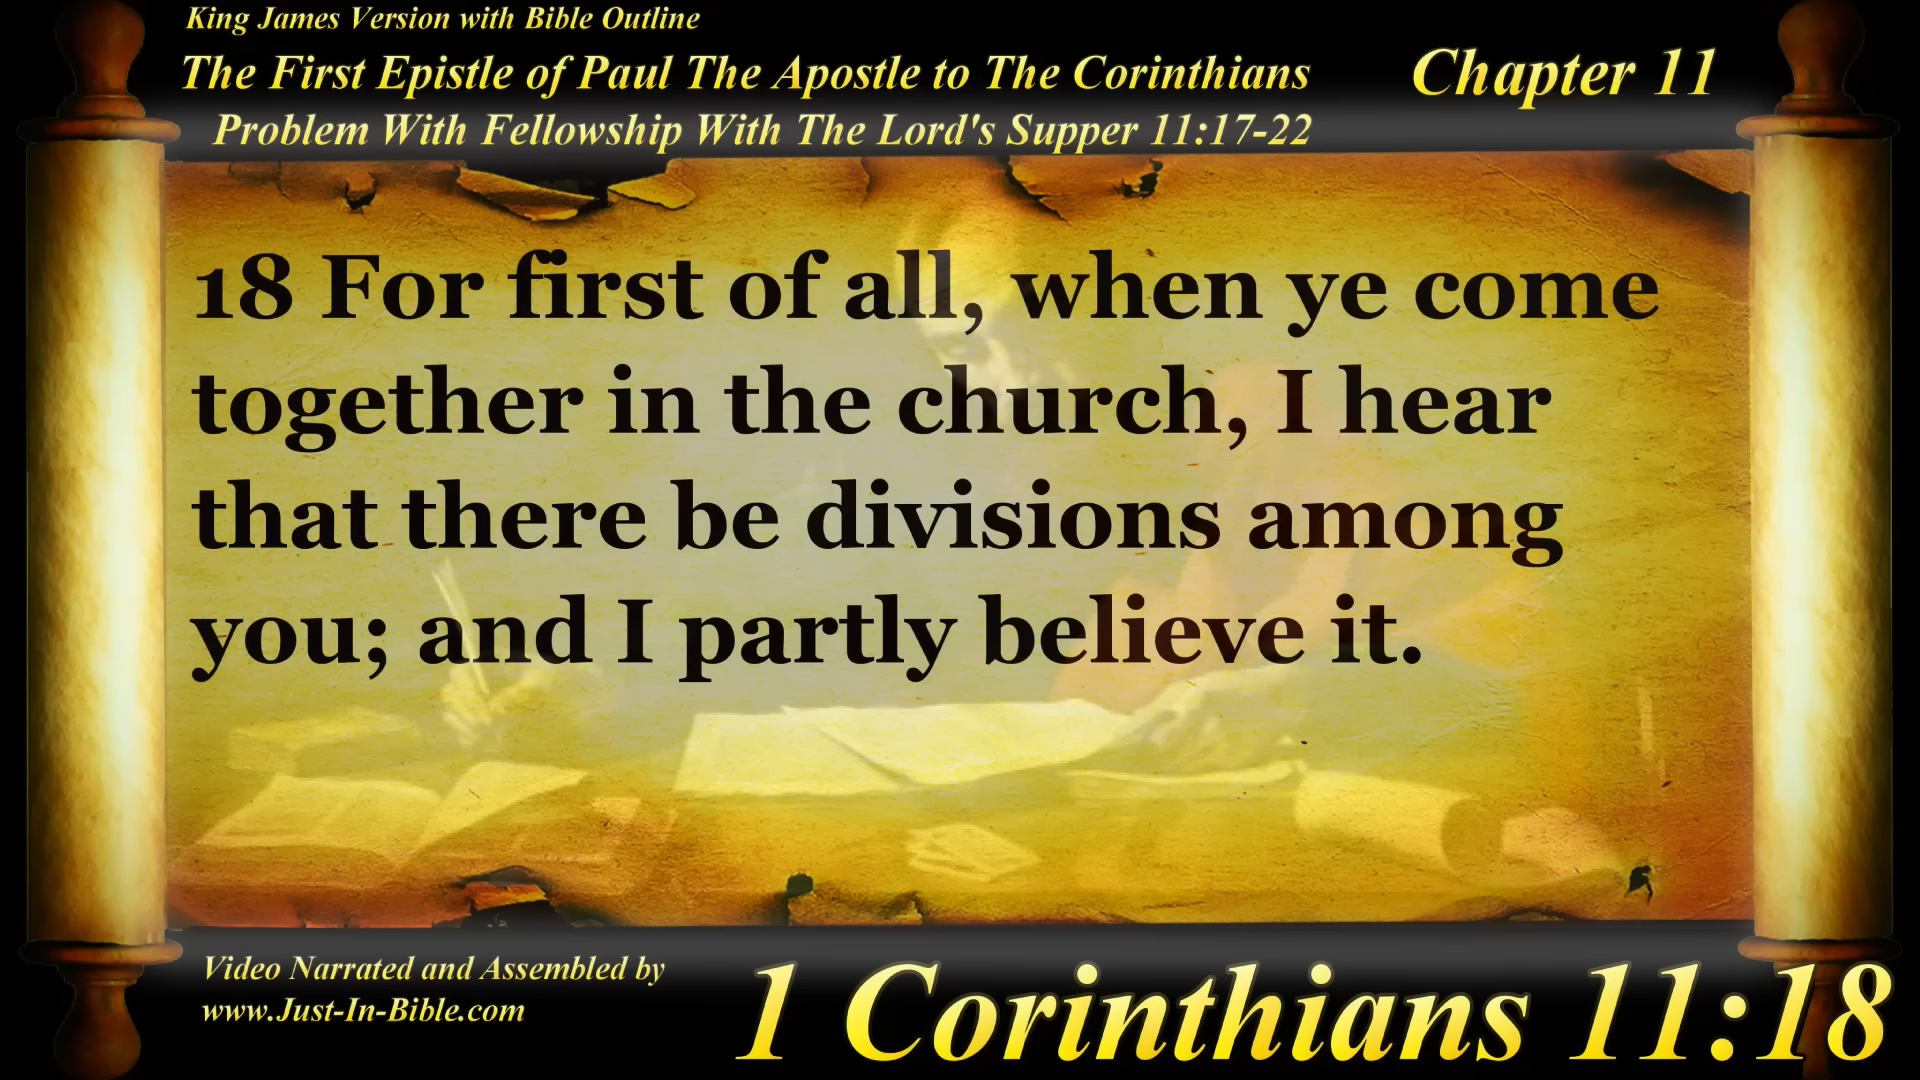 King James Version with Bible Outline
The First Epistle of Paul The Apostle to The Corinthians
Chapter 11
Problem With Fellowship With The Lord's Supper 11:17-22
18 For first of all, when ye come
together in the church, I hear
that there be divisions among
you; and I partly believe it.
Video Narrated and Assembled by
www.Just-In-Bible.com
1 Corinthians 11:18